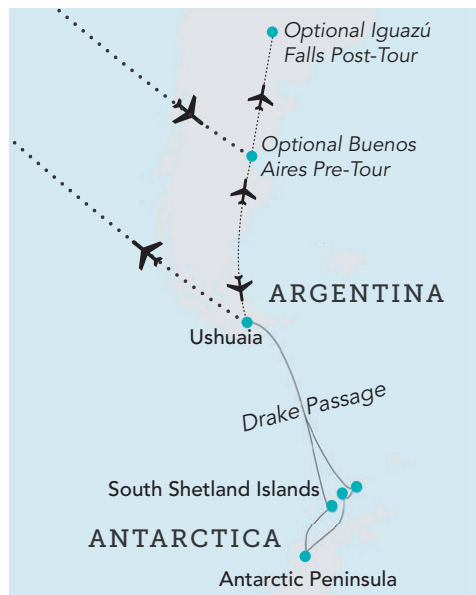 Optional Iguazú
Falls Post-Tour
Optional Buenos
Aires Pre-Tour
ARGENTINA
Ushuaia
Drake Passage
South Shetland Islands
ANTARCTICA
Antarctic Peninsula